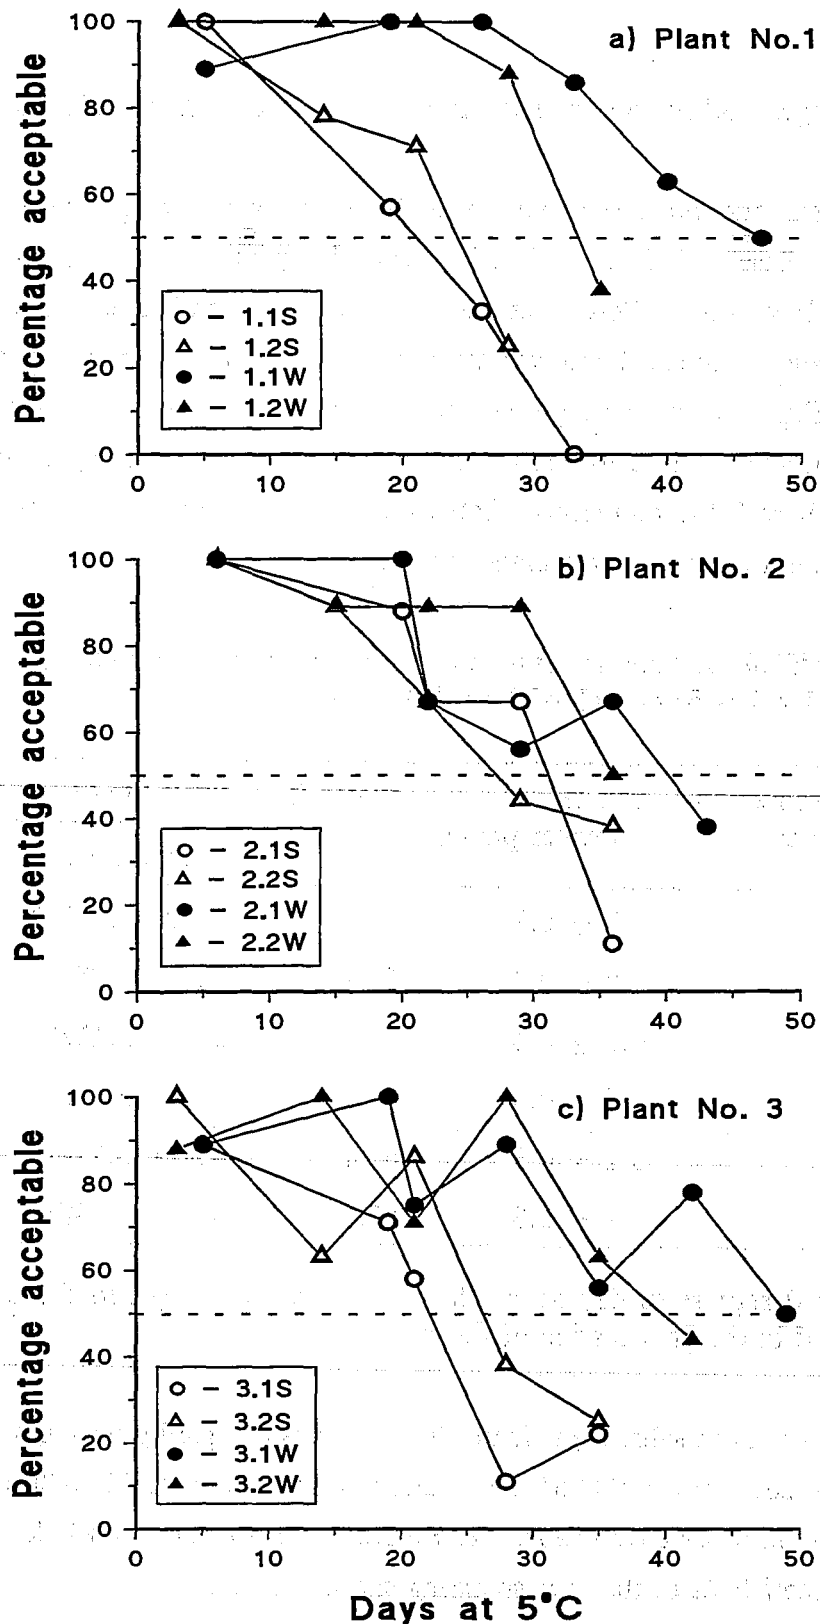 a) Plant No.1
Percentage acceptable
100
80
60
40
20
0
○ – 1.1S
△ – 1.2S
● – 1.1W
▲ – 1.2W
0 10 20 30 40 50
b) Plant No. 2
Percentage acceptable
100
80
60
40
20
0
○ – 2.1S
△ – 2.2S
● – 2.1W
▲ – 2.2W
0 10 20 30 40 50
c) Plant No. 3
Percentage acceptable
100
80
60
40
20
0
○ – 3.1S
△ – 3.2S
● – 3.1W
▲ – 3.2W
0 10 20 30 40 50
Days at 5°C